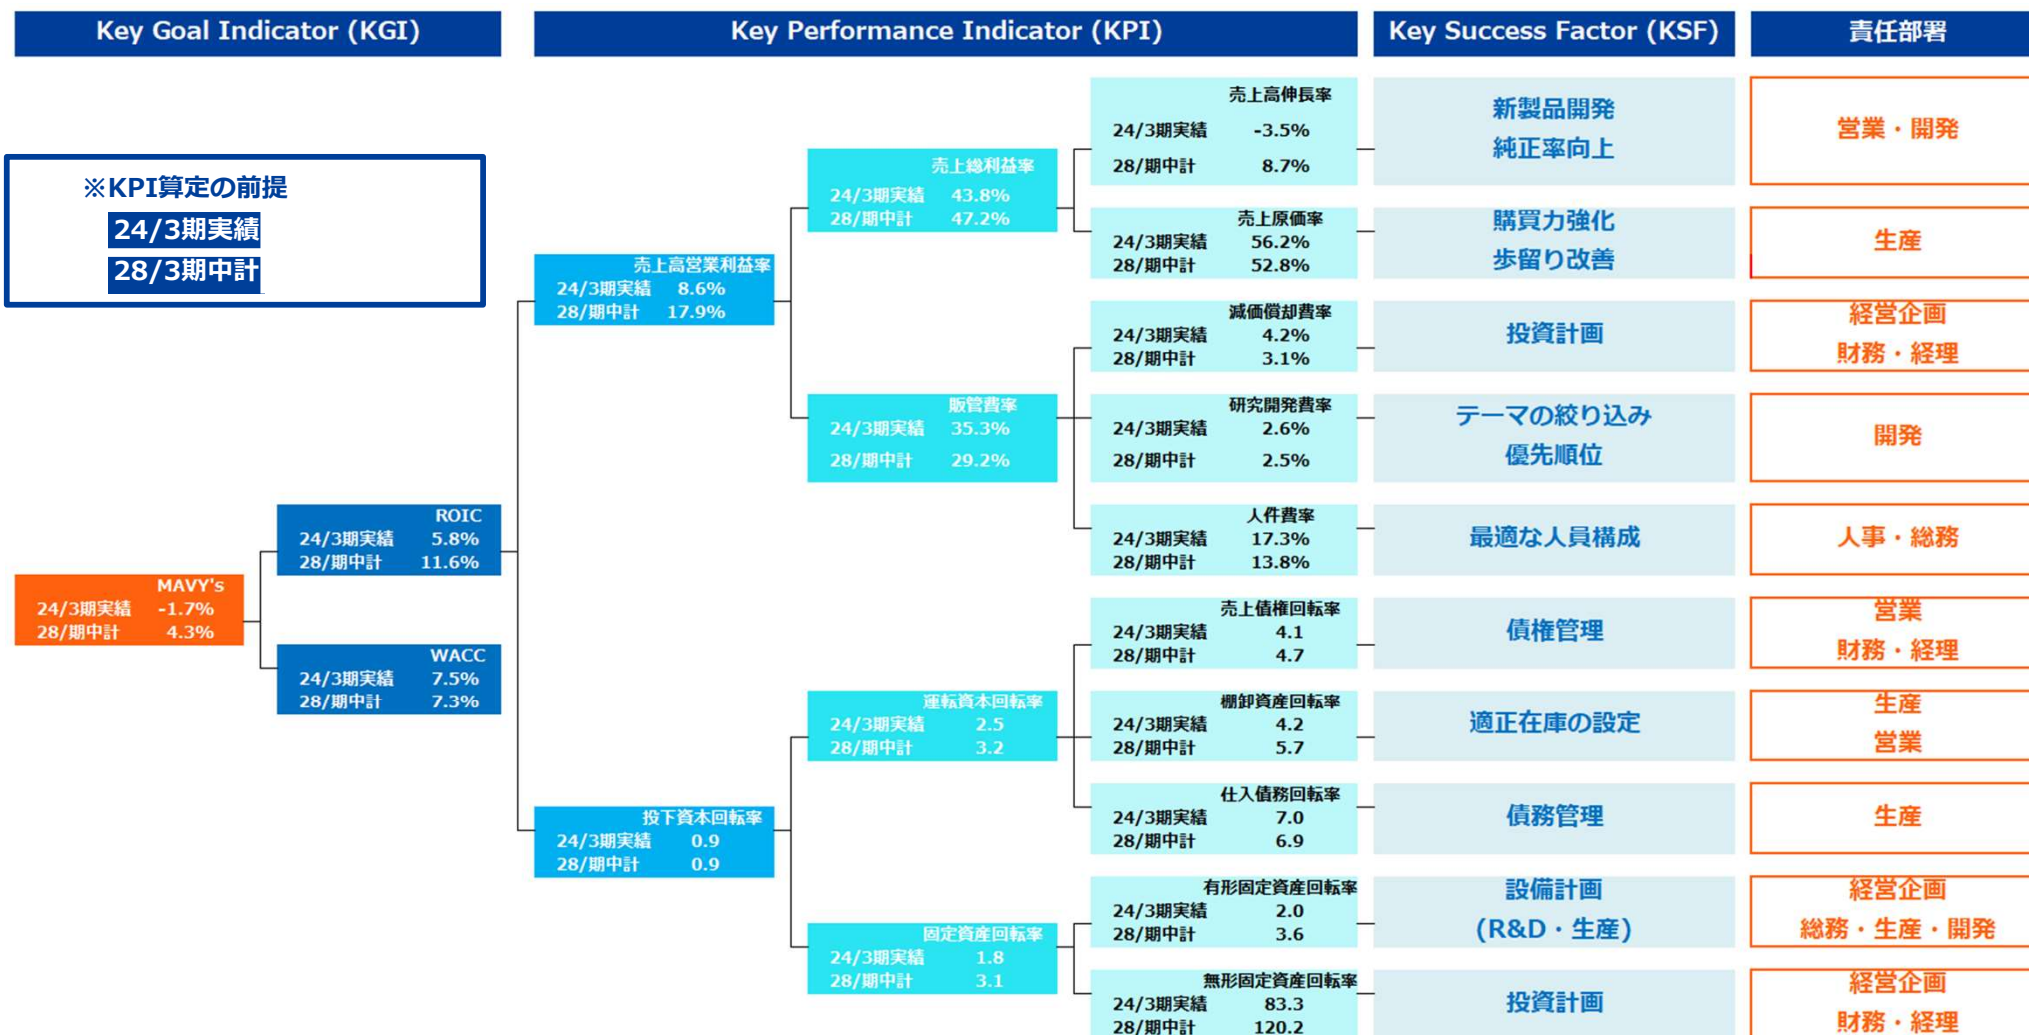 Key Goal Indicator (KGI)
Key Performance Indicator (KPI)
Key Success Factor (KSF)
責任部署
※KPI算定の前提
24/3期実績
28/3期中計
MAVY's
24/3期実績 -1.7%
28/期中計 4.3%
ROIC
24/3期実績 5.8%
28/期中計 11.6%
WACC
24/3期実績 7.5%
28/期中計 7.3%
売上高営業利益率
24/3期実績 8.6%
28/期中計 17.9%
投下資本回転率
24/3期実績 0.9
28/期中計 0.9
売上総利益率
24/3期実績 43.8%
28/期中計 47.2%
販管費率
24/3期実績 35.3%
28/期中計 29.2%
運転資本回転率
24/3期実績 2.5
28/期中計 3.2
固定資産回転率
24/3期実績 1.8
28/期中計 3.1
売上高伸長率
24/3期実績 -3.5%
28/期中計 8.7%
新製品開発
純正率向上
営業・開発
売上原価率
24/3期実績 56.2%
28/期中計 52.8%
購買力強化
歩留り改善
生産
減価償却費率
24/3期実績 4.2%
28/期中計 3.1%
投資計画
経営企画
財務・経理
研究開発費率
24/3期実績 2.6%
28/期中計 2.5%
テーマの絞り込み
優先順位
開発
人件費率
24/3期実績 17.3%
28/期中計 13.8%
最適な人員構成
人事・総務
売上債権回転率
24/3期実績 4.1
28/期中計 4.7
債権管理
営業
財務・経理
棚卸資産回転率
24/3期実績 4.2
28/期中計 5.7
適正在庫の設定
生産
営業
仕入債務回転率
24/3期実績 7.0
28/期中計 6.9
債務管理
生産
有形固定資産回転率
24/3期実績 2.0
28/期中計 3.6
設備計画
(R&D・生産)
経営企画
総務・生産・開発
無形固定資産回転率
24/3期実績 83.3
28/期中計 120.2
投資計画
経営企画
財務・経理